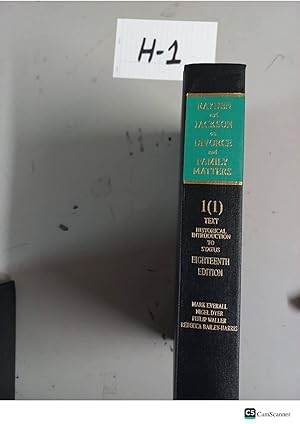 H-1
RAYDEN
and
JACKSON
on
DIVORCE
and
FAMILY
MATTERS
1(1)
TEXT
HISTORICAL
INTRODUCTION
TO
STATUS
EIGHTEENTH
EDITION
MARK EVERALL
NIGEL DYER
PHILIP WALLER
REBECCA BAILEY-HARRIS
CS CamScanner